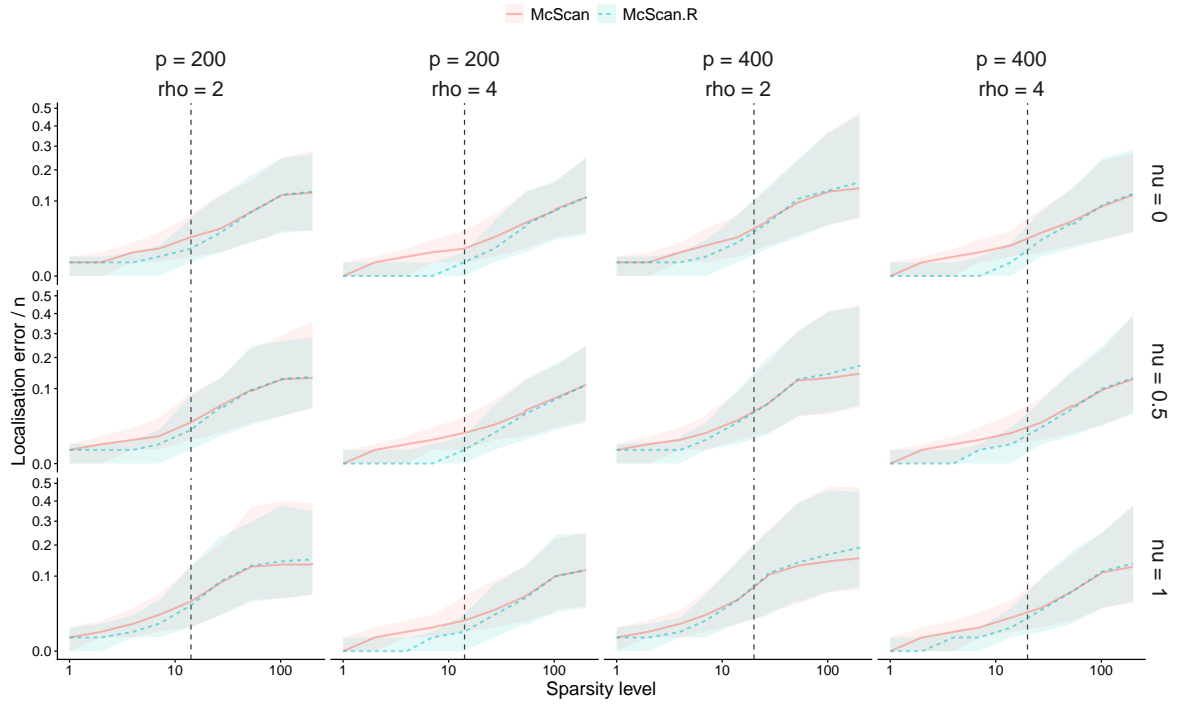 McScan McScan.R
p = 200 p = 200 p = 400 p = 400
rho = 2 rho = 4 rho = 2 rho = 4
0.5
0.4
0.3
0.2
0.1
0.0
nu = 0
0.5
0.4
0.3
0.2
0.1
0.0
nu = 0.5
0.5
0.4
0.3
0.2
0.1
0.0
nu = 1
Localisation error / n
1 10 100 1 10 100 1 10 100 1 10 100
Sparsity level